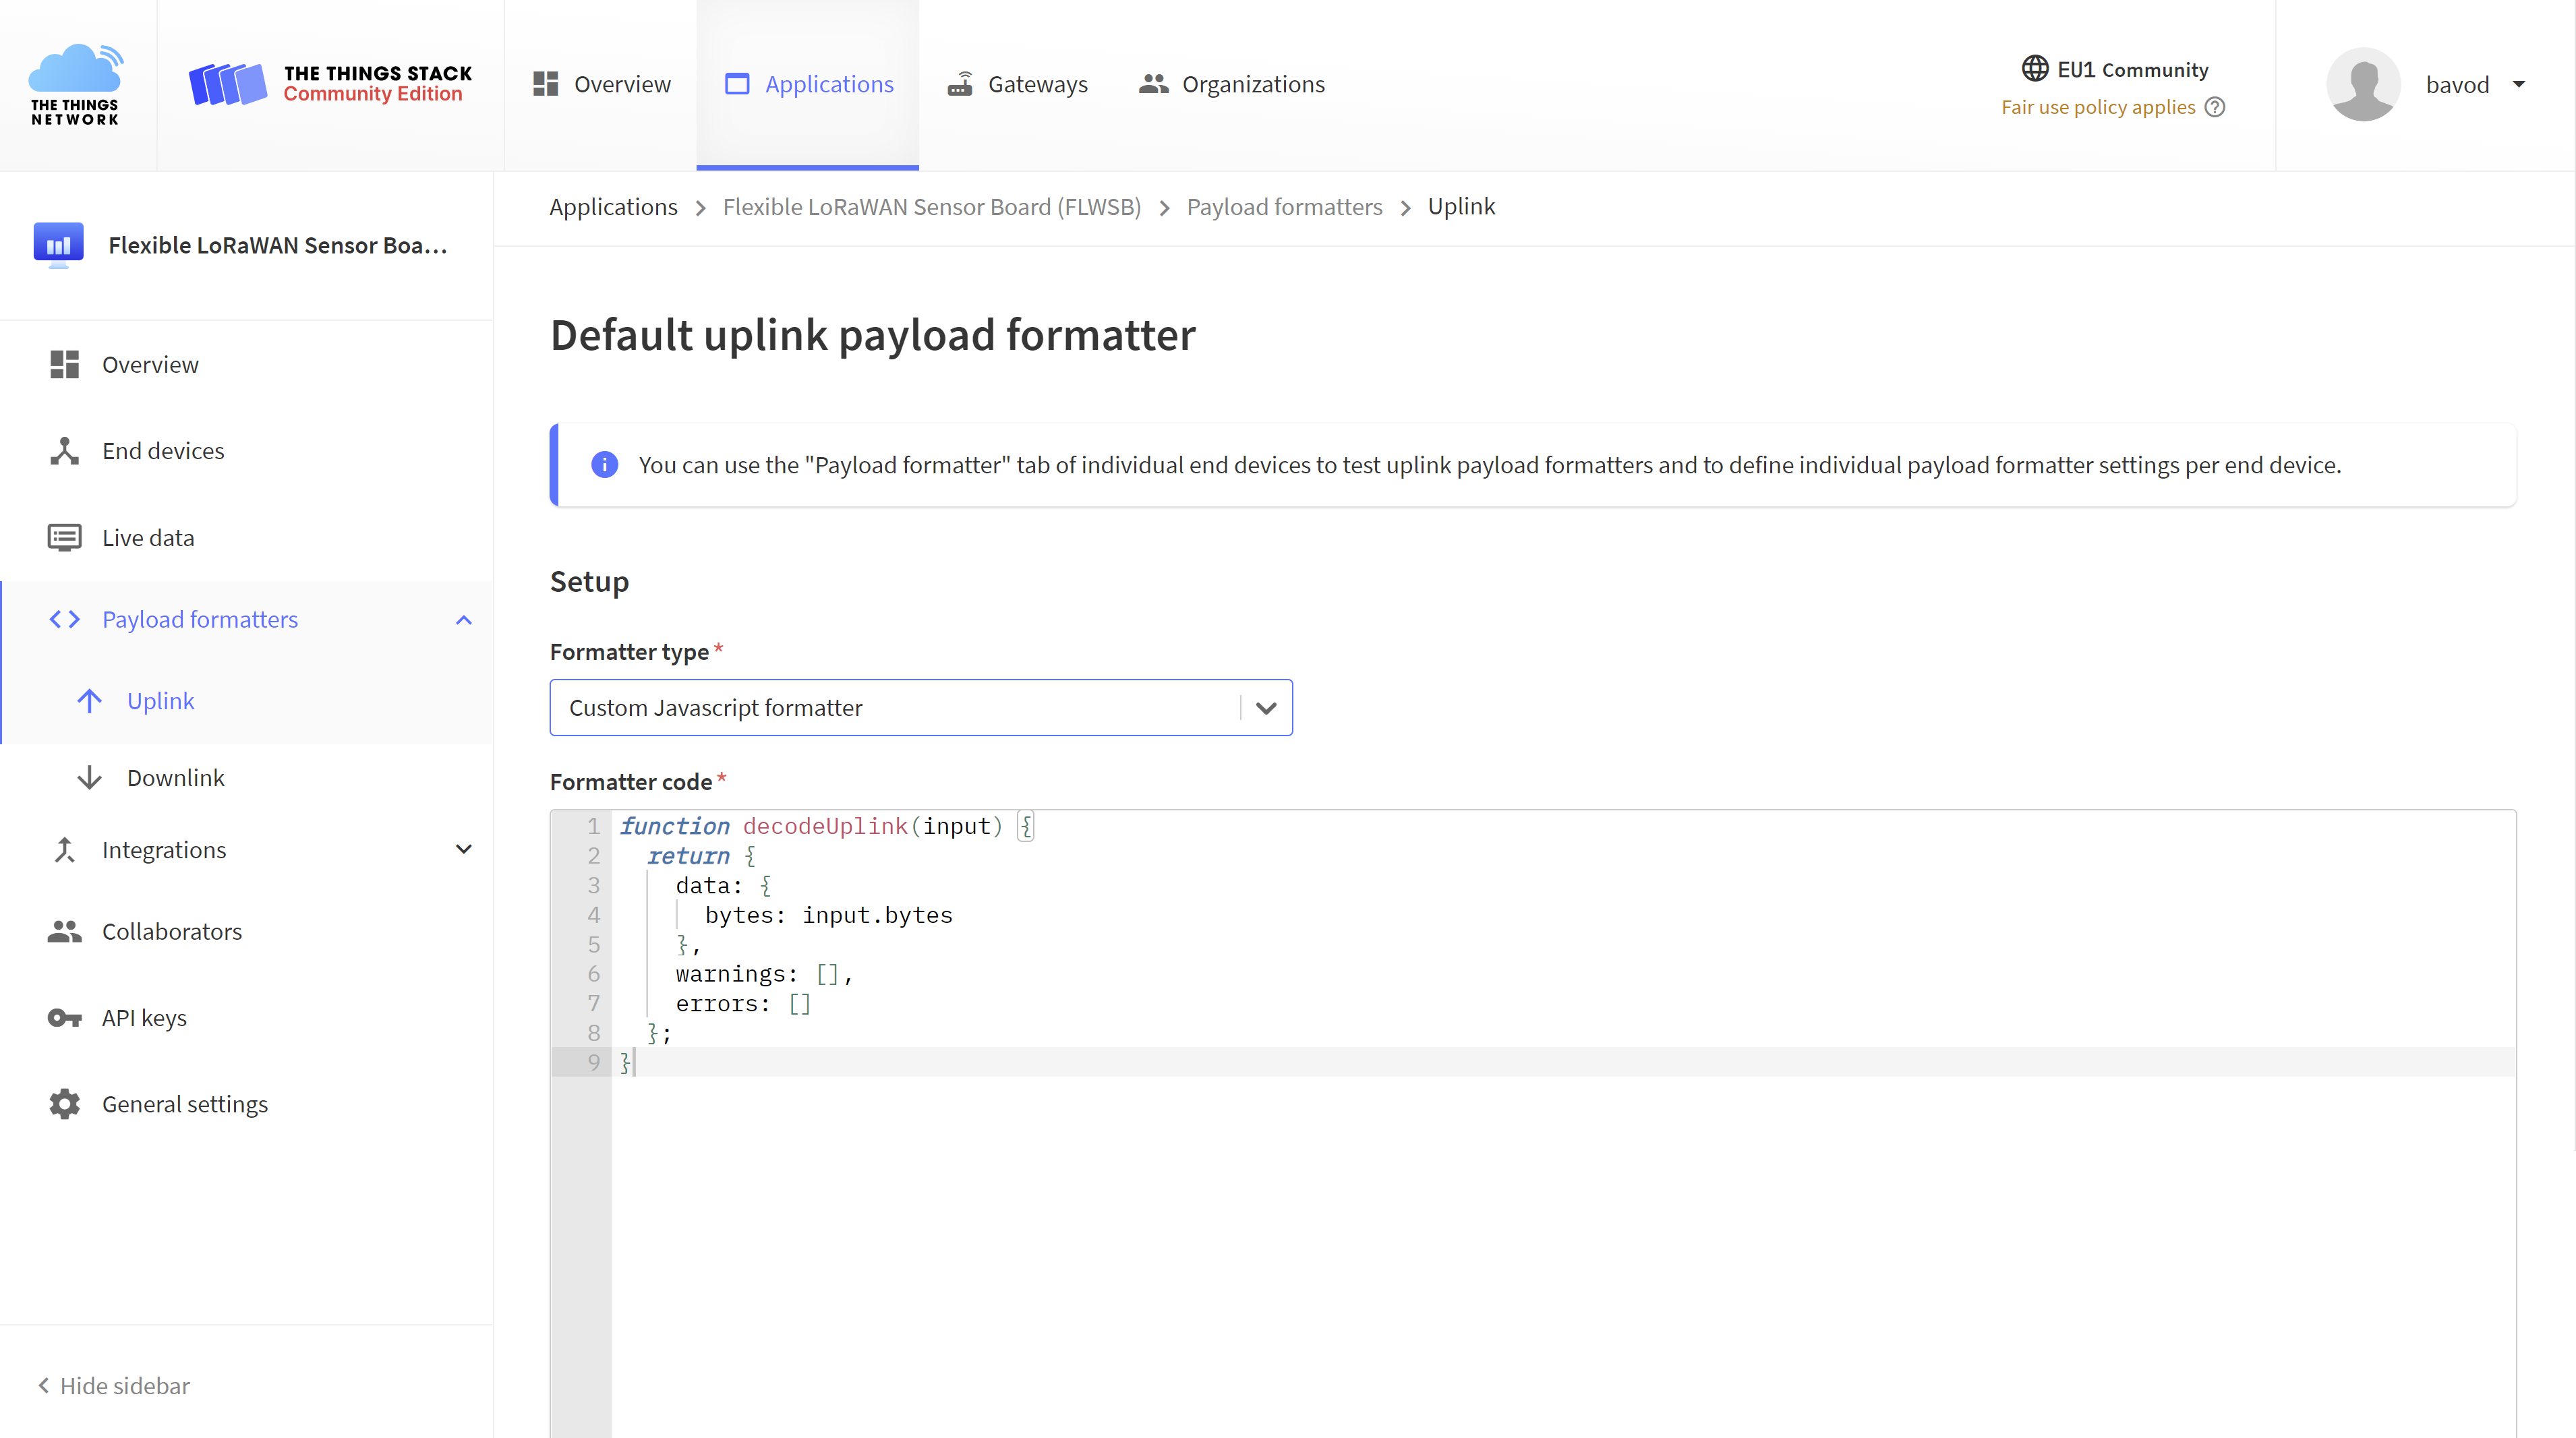 THE THINGS
NETWORK
THE THINGS STACK
Community Edition
Overview
Applications
Gateways
Organizations
EU1 Community
Fair use policy applies
bavod
Flexible LoRaWAN Sensor Boa...
Overview
End devices
Live data
Payload formatters
Uplink
Downlink
Integrations
Collaborators
API keys
General settings
Hide sidebar
Applications > Flexible LoRaWAN Sensor Board (FLWSB) > Payload formatters > Uplink
Default uplink payload formatter
You can use the "Payload formatter" tab of individual end devices to test uplink payload formatters and to define individual payload formatter settings per end device.
Setup
Formatter type*
Custom Javascript formatter
Formatter code*
1 function decodeUplink(input) {
2   return {
3     data: {
4       bytes: input.bytes
5     },
6     warnings: [],
7     errors: []
8   };
9 }